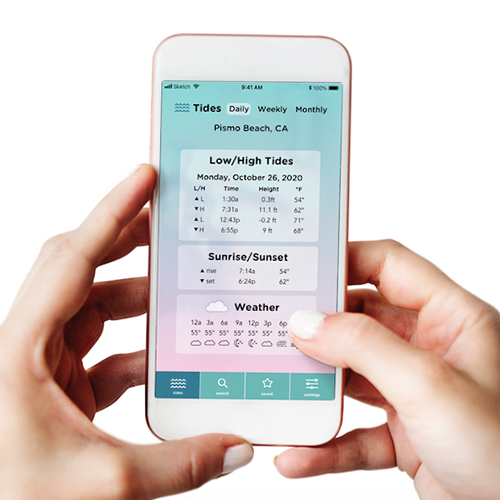 Sketch 9:41 AM 100%
Tides Daily Weekly Monthly
Pismo Beach, CA
Low/High Tides
Monday, October 26, 2020
L/H Time Height °F
▲ L 1:30a 0.3ft 54°
▼ H 7:31a 11.1 ft 62°
▲ L 12:43p -0.2 ft 71°
▼ H 6:55p 9 ft 68°
Sunrise/Sunset
▲ rise 7:14a 54°
▼ set 6:24p 62°
Weather
12a 3a 6a 9a 12p 3p 6p
55° 55° 55° 55° 55° 55°
tides search saved settings